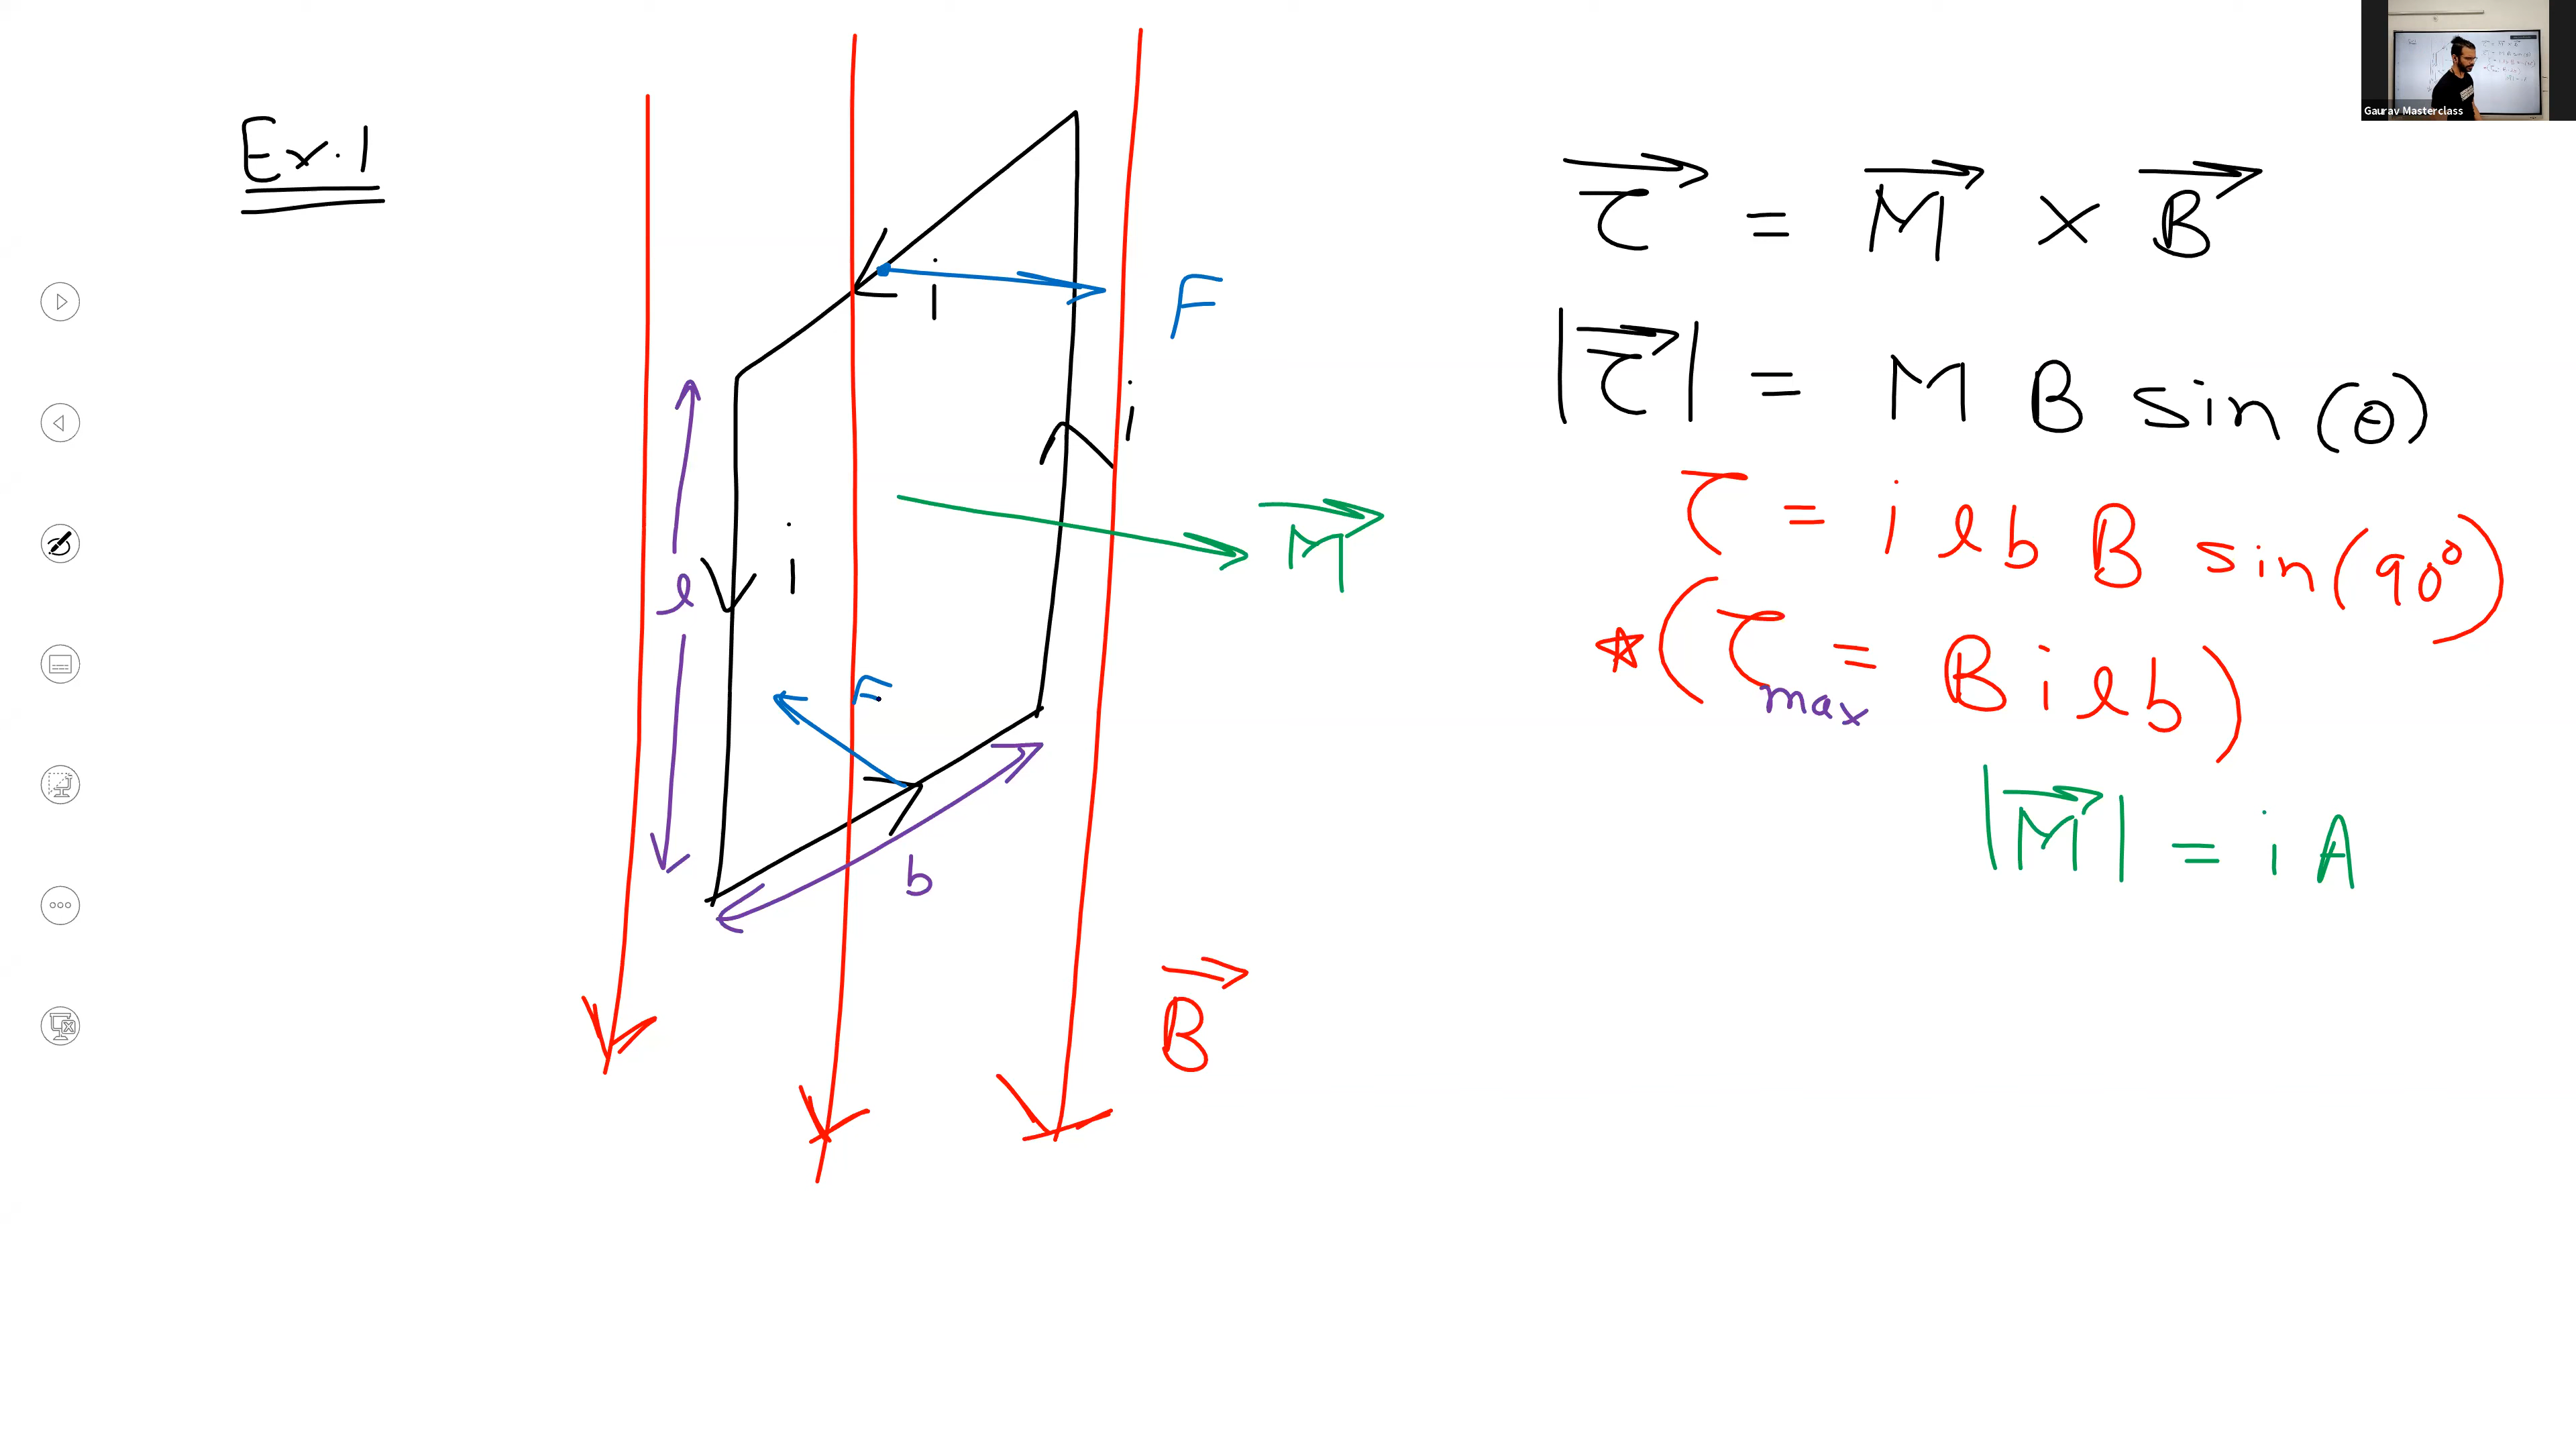 Gaurav Masterclass
Ex.1
i
F
i
i
l
M⃗
F
b
B⃗
τ⃗ = M⃗ × B⃗
|τ⃗| = M B sin(θ)
τ = i l b B sin(90°)
☆(τmax = B i l b)
|M⃗| = i A